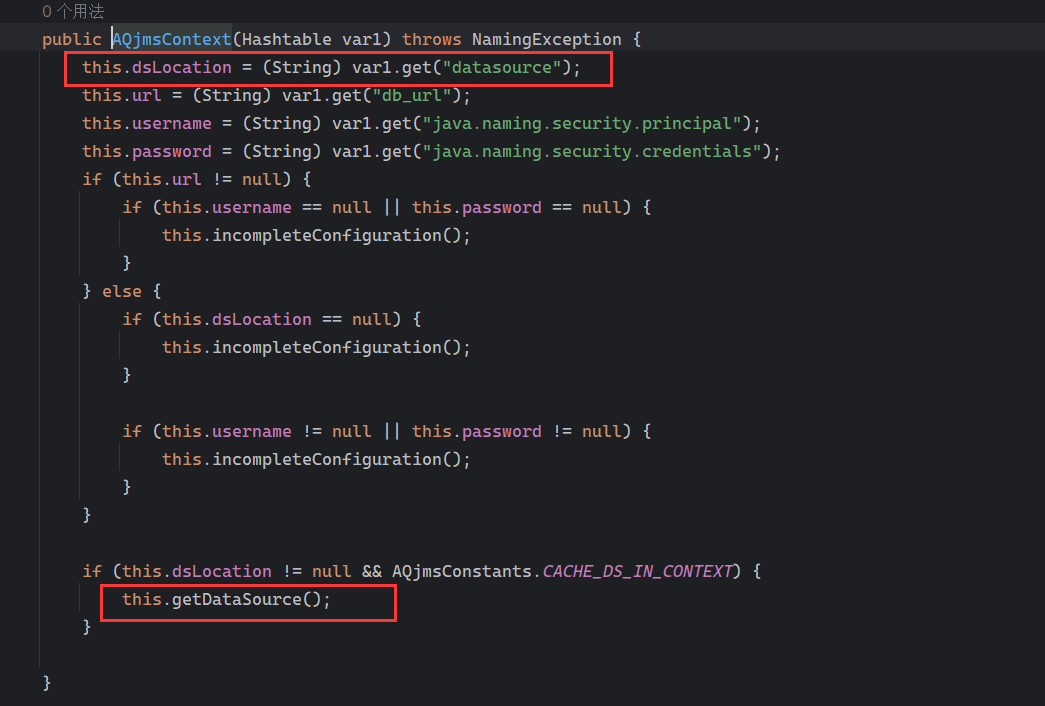 0 个用法
public AQjmsContext(Hashtable var1) throws NamingException {
this.dsLocation = (String) var1.get("datasource");
this.url = (String) var1.get("db_url");
this.username = (String) var1.get("java.naming.security.principal");
this.password = (String) var1.get("java.naming.security.credentials");
if (this.url != null) {
if (this.username == null || this.password == null) {
this.incompleteConfiguration();
}
} else {
if (this.dsLocation == null) {
this.incompleteConfiguration();
}
if (this.username != null || this.password != null) {
this.incompleteConfiguration();
}
}
if (this.dsLocation != null && AQjmsConstants.CACHE_DS_IN_CONTEXT) {
this.getDataSource();
}
}